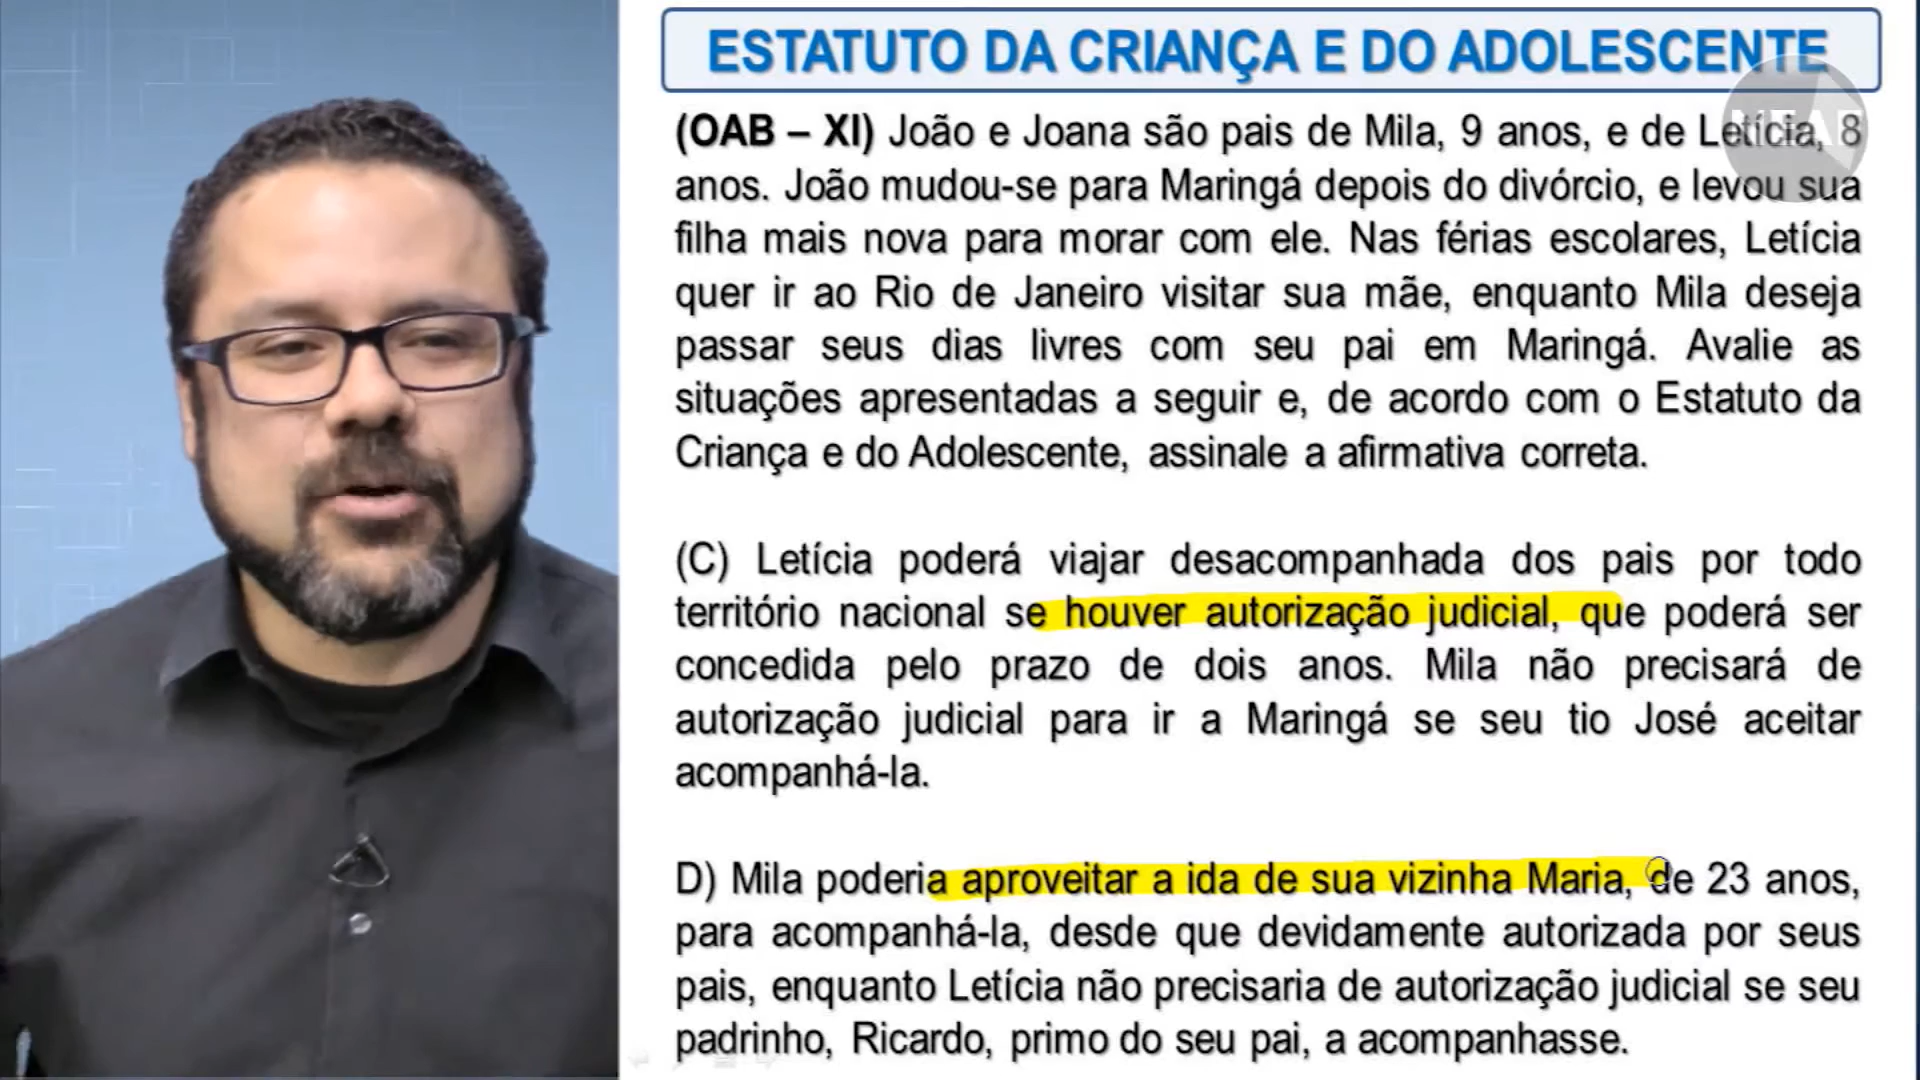 ESTATUTO DA CRIANÇA E DO ADOLESCENTE
(OAB – XI) João e Joana são pais de Mila, 9 anos, e de Letícia, 8
anos. João mudou-se para Maringá depois do divórcio, e levou sua
filha mais nova para morar com ele. Nas férias escolares, Letícia
quer ir ao Rio de Janeiro visitar sua mãe, enquanto Mila deseja
passar seus dias livres com seu pai em Maringá. Avalie as
situações apresentadas a seguir e, de acordo com o Estatuto da
Criança e do Adolescente, assinale a afirmativa correta.
(C) Letícia poderá viajar desacompanhada dos pais por todo
território nacional se houver autorização judicial, que poderá ser
concedida pelo prazo de dois anos. Mila não precisará de
autorização judicial para ir a Maringá se seu tio José aceitar
acompanhá-la.
D) Mila poderia aproveitar a ida de sua vizinha Maria, de 23 anos,
para acompanhá-la, desde que devidamente autorizada por seus
pais, enquanto Letícia não precisaria de autorização judicial se seu
padrinho, Ricardo, primo do seu pai, a acompanhasse.